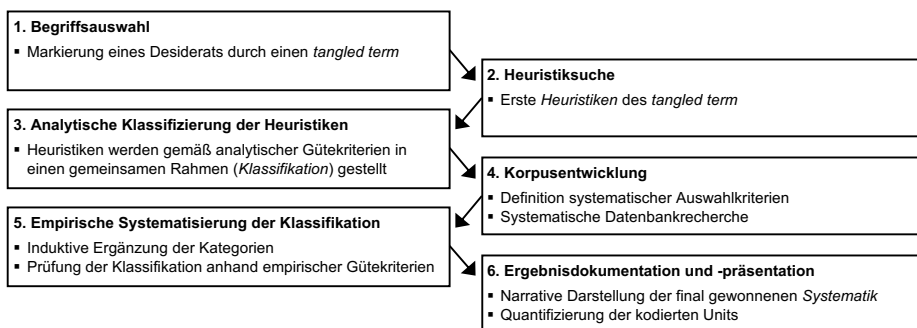 1. Begriffsauswahl
▪ Markierung eines Desiderats durch einen tangled term
2. Heuristiksuche
▪ Erste Heuristiken des tangled term
3. Analytische Klassifizierung der Heuristiken
▪ Heuristiken werden gemäß analytischer Gütekriterien in
einen gemeinsamen Rahmen (Klassifikation) gestellt
4. Korpusentwicklung
▪ Definition systematischer Auswahlkriterien
▪ Systematische Datenbankrecherche
5. Empirische Systematisierung der Klassifikation
▪ Induktive Ergänzung der Kategorien
▪ Prüfung der Klassifikation anhand empirischer Gütekriterien
6. Ergebnisdokumentation und -präsentation
▪ Narrative Darstellung der final gewonnenen Systematik
▪ Quantifizierung der kodierten Units